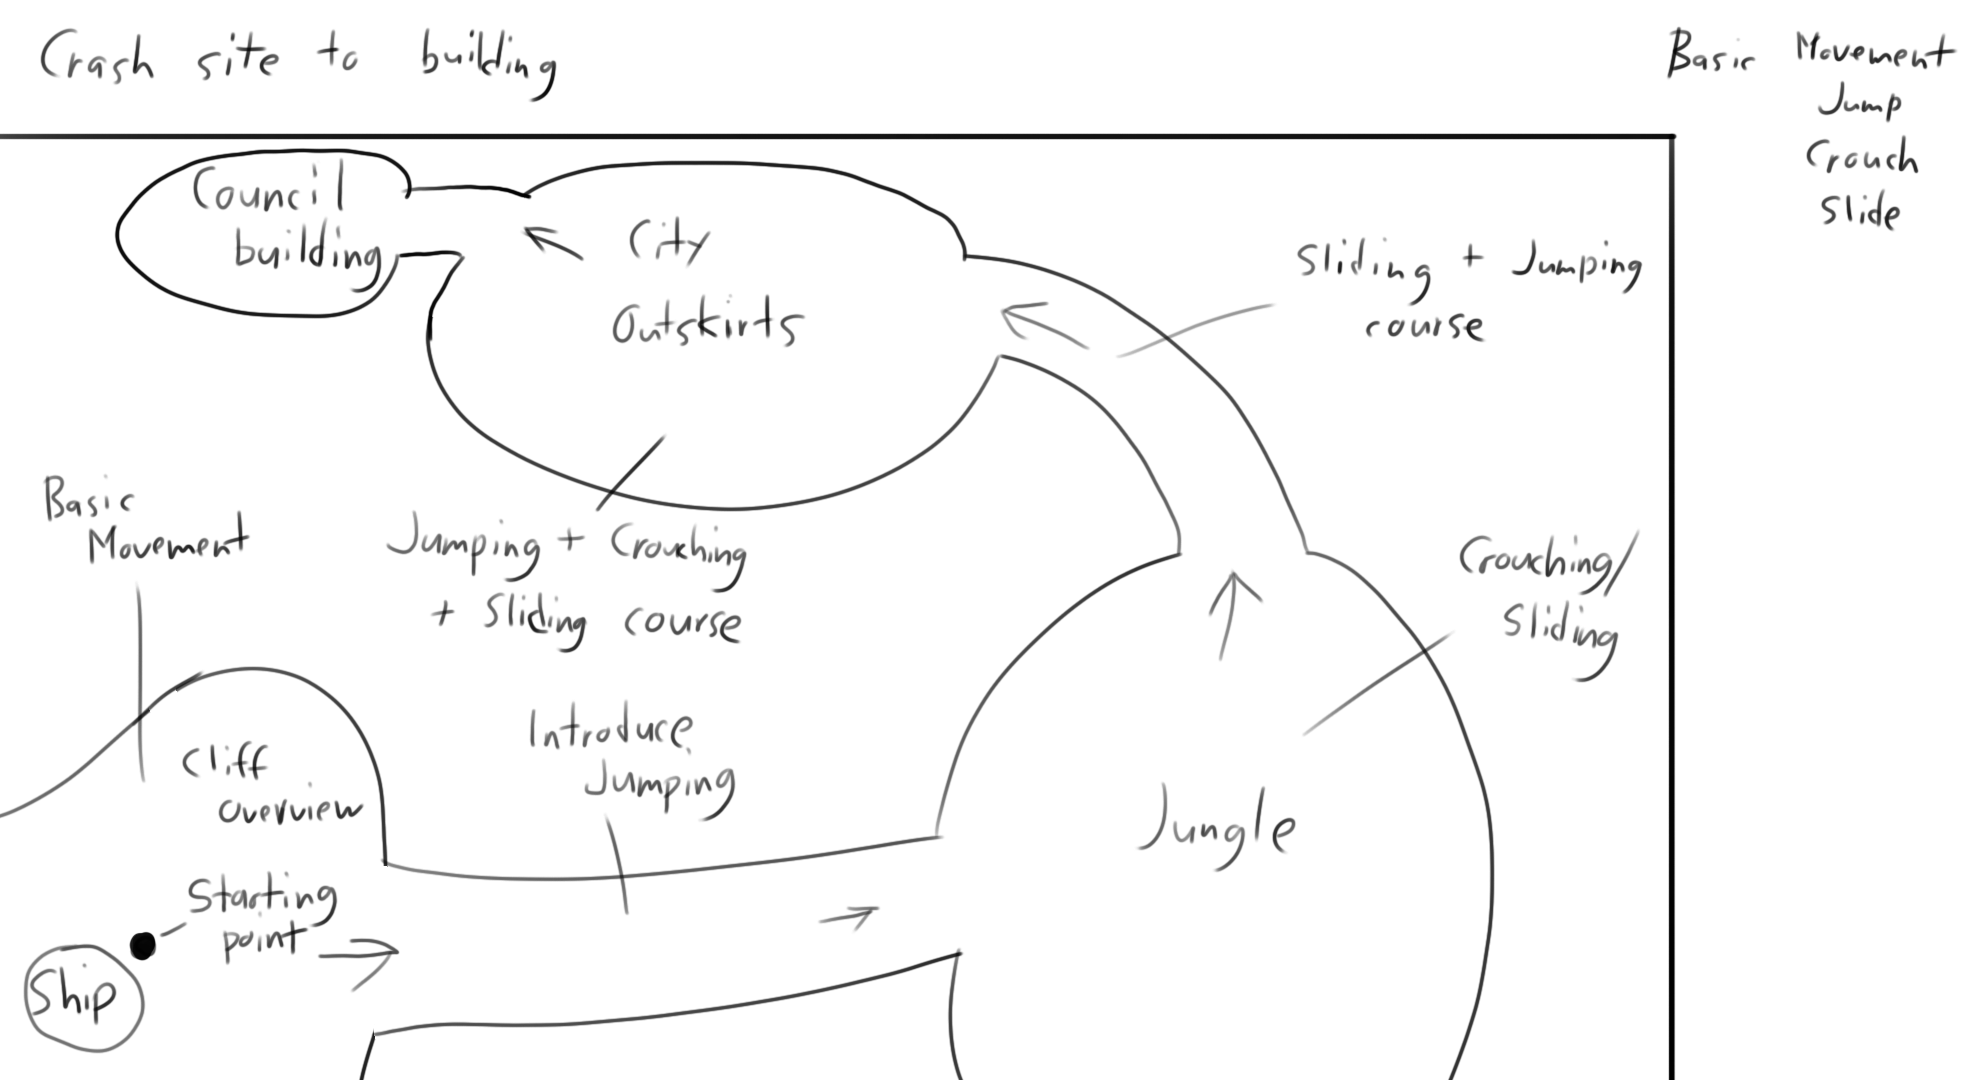 Crash site to building
Basic Movement
Jump
Crouch
Slide
Council
building
City
Outskirts
Sliding + Jumping
course
Basic
Movement
Jumping + Crouching
+ Sliding course
Crouching/
Sliding
Introduce
Jumping
Cliff
Overview
Jungle
Starting
point
Ship